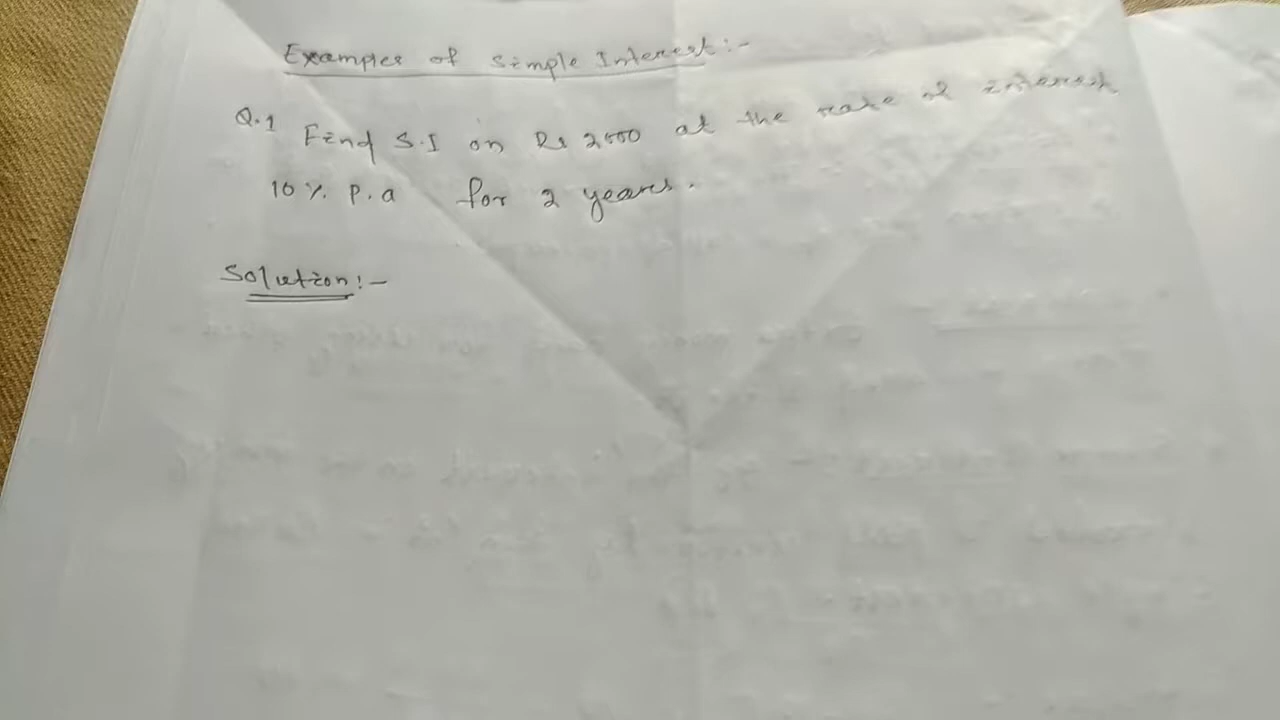 Examples of Simple Interest:-
Q.1 Find S.I on Rs 2000 at the rate of interest
10 % P.a for 2 years.
Solution:-